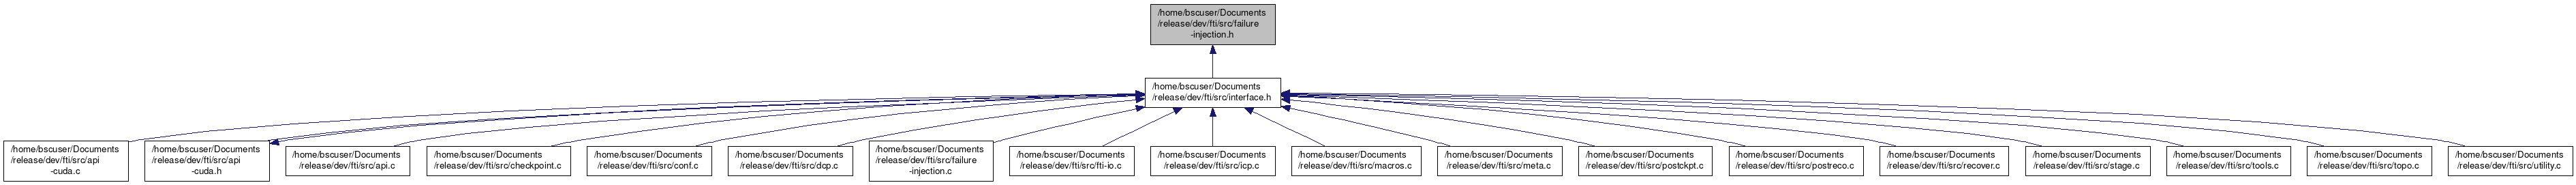 /home/bscuser/Documents
/release/dev/fti/src/failure
-injection.h
/home/bscuser/Documents
/release/dev/fti/src/interface.h
/home/bscuser/Documents
/release/dev/fti/src/api
-cuda.c
/home/bscuser/Documents
/release/dev/fti/src/api
-cuda.h
/home/bscuser/Documents
/release/dev/fti/src/api.c
/home/bscuser/Documents
/release/dev/fti/src/checkpoint.c
/home/bscuser/Documents
/release/dev/fti/src/conf.c
/home/bscuser/Documents
/release/dev/fti/src/dcp.c
/home/bscuser/Documents
/release/dev/fti/src/failure
-injection.c
/home/bscuser/Documents
/release/dev/fti/src/fti-io.c
/home/bscuser/Documents
/release/dev/fti/src/icp.c
/home/bscuser/Documents
/release/dev/fti/src/macros.c
/home/bscuser/Documents
/release/dev/fti/src/meta.c
/home/bscuser/Documents
/release/dev/fti/src/postckpt.c
/home/bscuser/Documents
/release/dev/fti/src/postreco.c
/home/bscuser/Documents
/release/dev/fti/src/recover.c
/home/bscuser/Documents
/release/dev/fti/src/stage.c
/home/bscuser/Documents
/release/dev/fti/src/tools.c
/home/bscuser/Documents
/release/dev/fti/src/topo.c
/home/bscuser/Documents
/release/dev/fti/src/utility.c